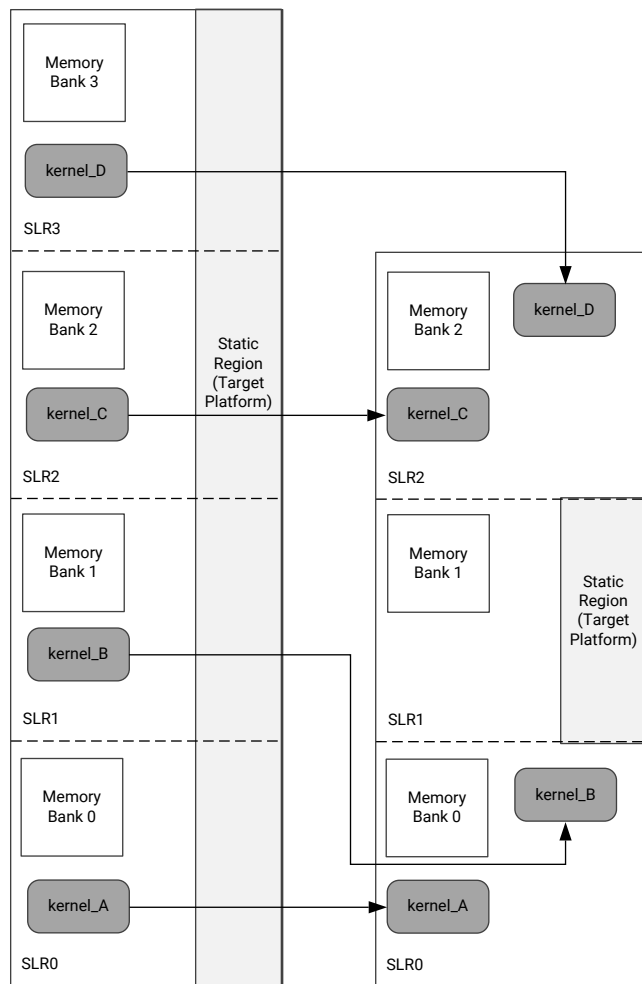 Memory
Bank 3
kernel_D
SLR3
Memory
Bank 2
kernel_C
SLR2
Static
Region
(Target
Platform)
Memory
Bank 1
kernel_B
SLR1
Memory
Bank 0
kernel_A
SLR0
Memory
Bank 2
kernel_D
kernel_C
SLR2
Memory
Bank 1
Static
Region
(Target
Platform)
SLR1
Memory
Bank 0
kernel_B
kernel_A
SLR0